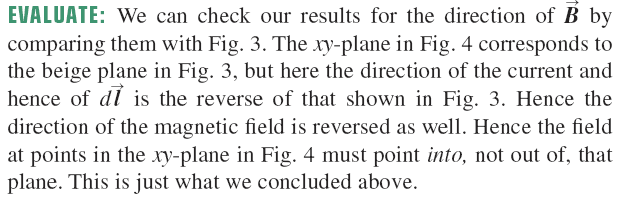 EVALUATE: We can check our results for the direction of B⃗ by
comparing them with Fig. 3. The xy-plane in Fig. 4 corresponds to
the beige plane in Fig. 3, but here the direction of the current and
hence of dl⃗ is the reverse of that shown in Fig. 3. Hence the
direction of the magnetic field is reversed as well. Hence the field
at points in the xy-plane in Fig. 4 must point into, not out of, that
plane. This is just what we concluded above.